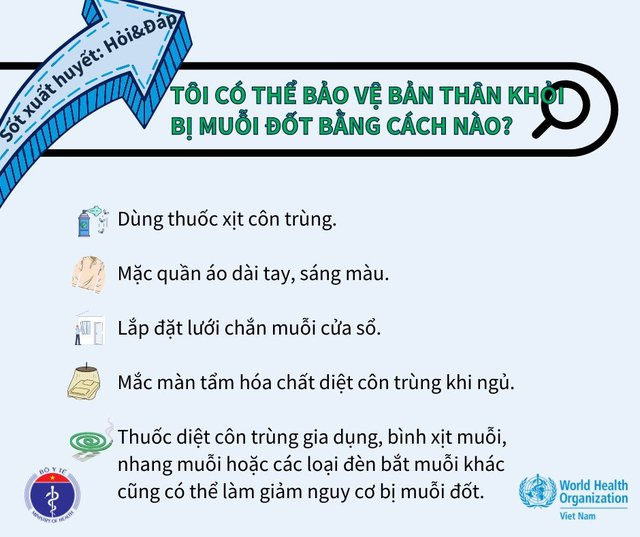 Sốt xuất huyết: Hỏi&Đáp
TÔI CÓ THỂ BẢO VỆ BẢN THÂN KHỎI
BỊ MUỖI ĐỐT BẰNG CÁCH NÀO?
Dùng thuốc xịt côn trùng.
Mặc quần áo dài tay, sáng màu.
Lắp đặt lưới chắn muỗi cửa sổ.
Mắc màn tẩm hóa chất diệt côn trùng khi ngủ.
Thuốc diệt côn trùng gia dụng, bình xịt muỗi,
nhang muỗi hoặc các loại đèn bắt muỗi khác
cũng có thể làm giảm nguy cơ bị muỗi đốt.
BỘ Y TẾ
MINISTRY OF HEALTH
World Health
Organization
Viet Nam